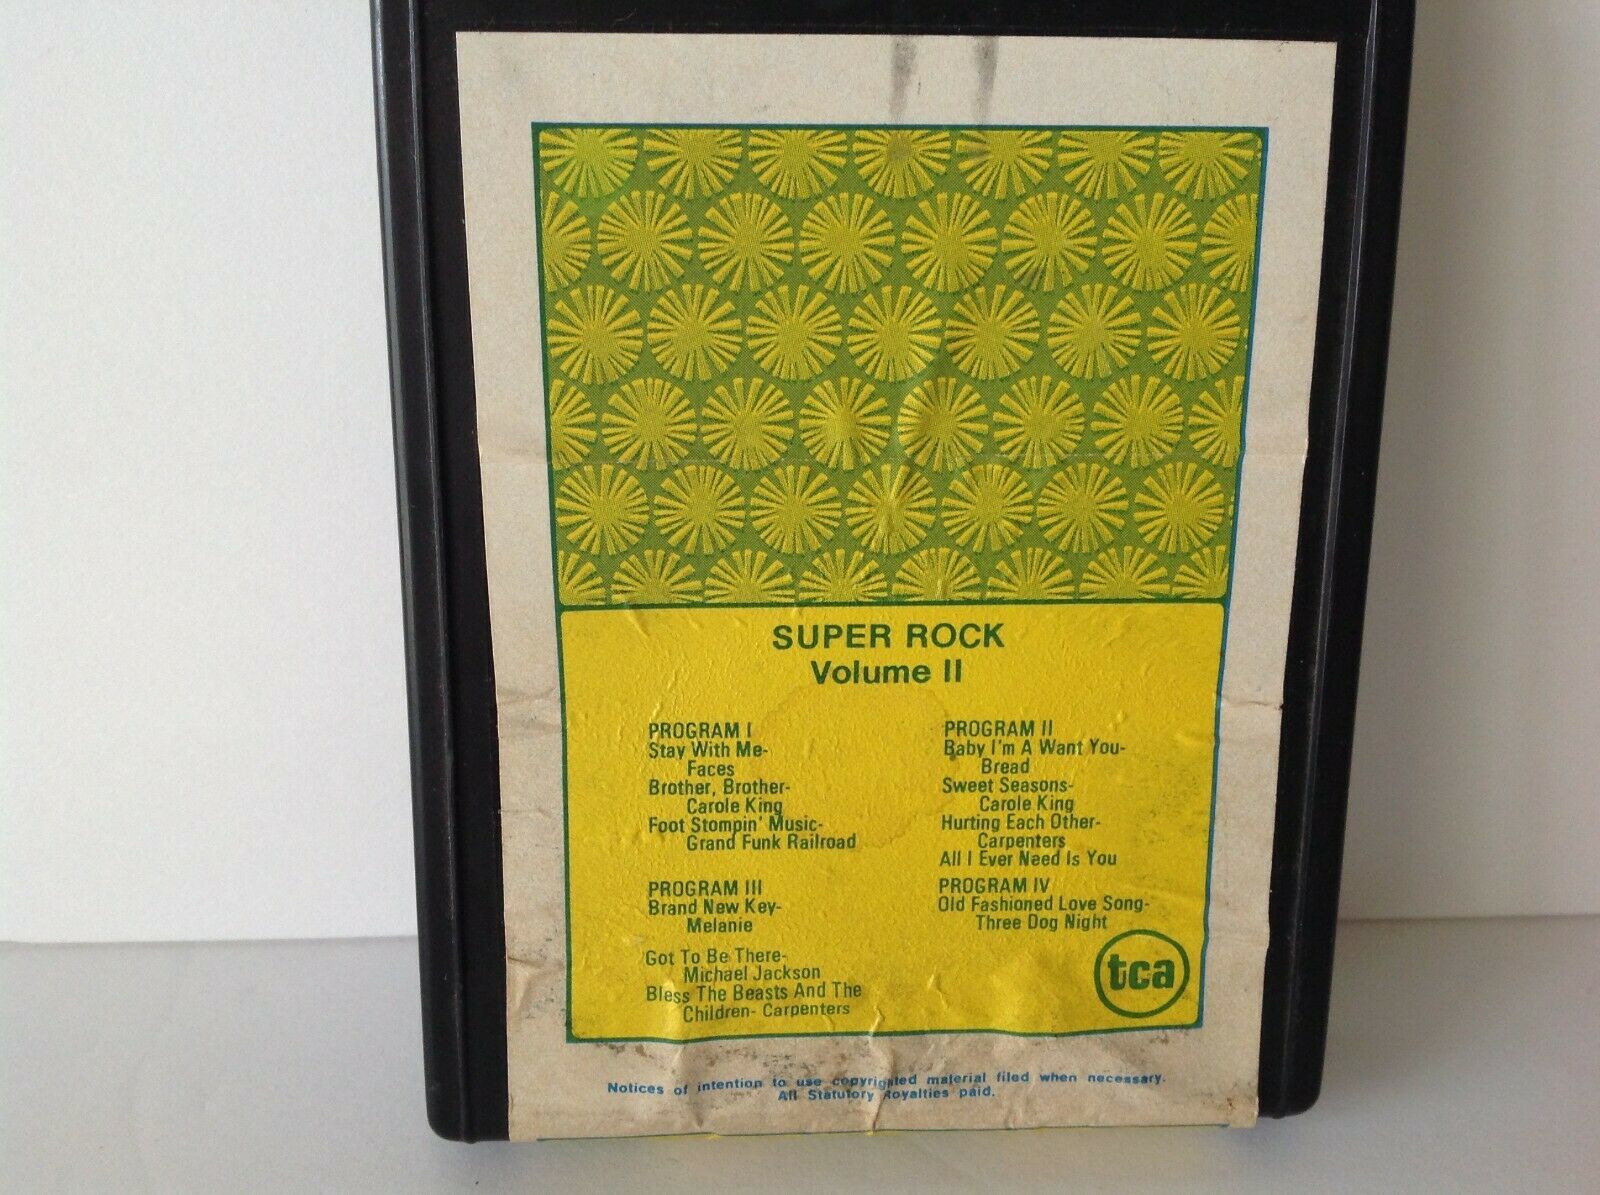 SUPER ROCK
Volume II
PROGRAM I
Stay With Me-
Faces
Brother, Brother-
Carole King
Foot Stompin' Music-
Grand Funk Railroad
PROGRAM II
Baby I'm A Want You-
Bread
Sweet Seasons-
Carole King
Hurting Each Other-
Carpenters
All I Ever Need Is You
PROGRAM III
Brand New Key-
Melanie
Got To Be There-
Michael Jackson
Bless The Beasts And The
Children- Carpenters
PROGRAM IV
Old Fashioned Love Song-
Three Dog Night
tca
Notices of intention to use copyrighted material filed when necessary.
All Statutory Royalties paid.